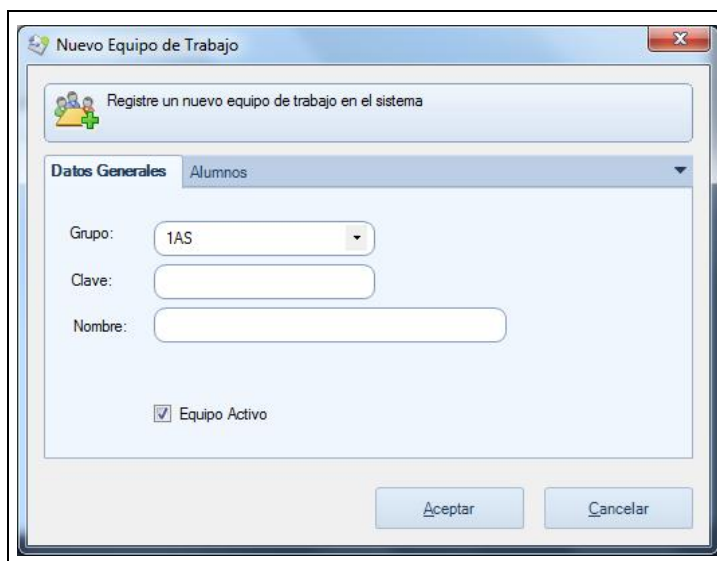 Nuevo Equipo de Trabajo
Registre un nuevo equipo de trabajo en el sistema
Datos Generales Alumnos
Grupo: 1AS
Clave:
Nombre:
Equipo Activo
Aceptar Cancelar